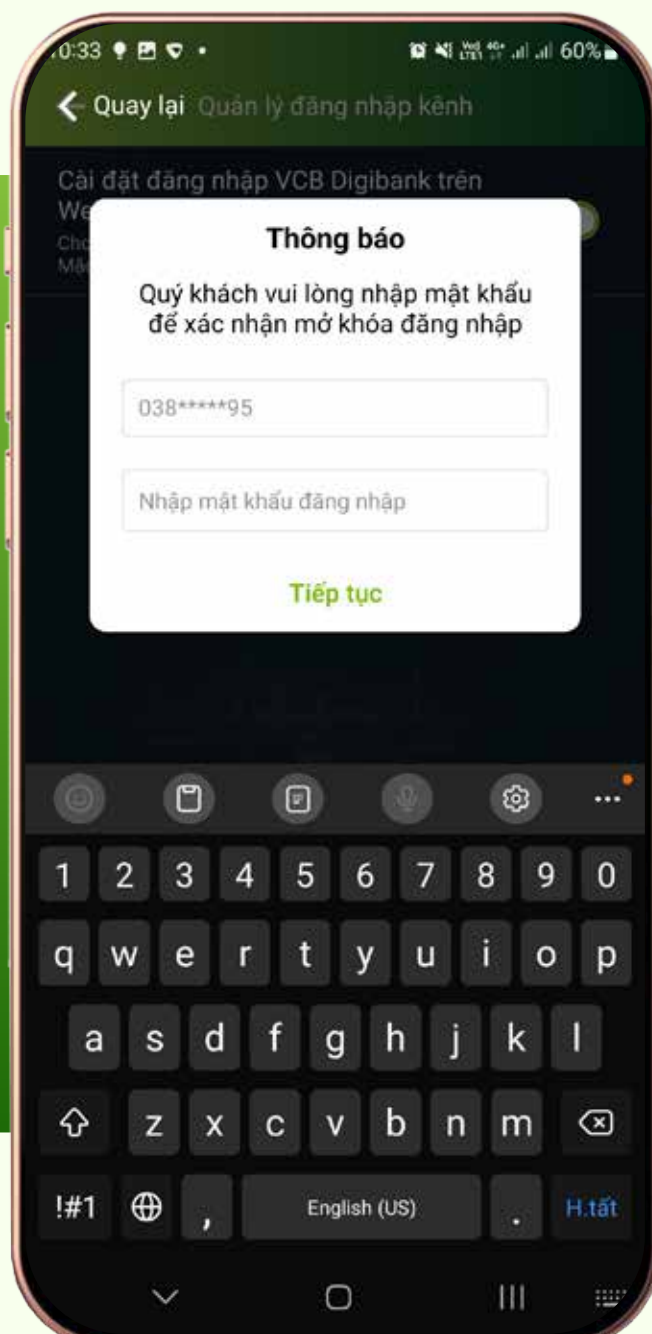 0:33
60%
Quay lại Quản lý đăng nhập kênh
Cài đặt đăng nhập VCB Digibank trên
We
Cho
Thông báo
Quý khách vui lòng nhập mật khẩu
để xác nhận mở khóa đăng nhập
038*****95
Nhập mật khẩu đăng nhập
Tiếp tục
1 2 3 4 5 6 7 8 9 0
q w e r t y u i o p
a s d f g h j k l
z x c v b n m
!#1 , English (US) . H.tất